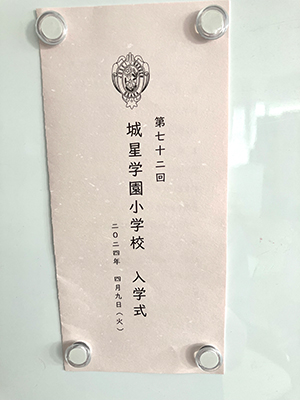 第七十二回
城星学園小学校 入学式
二〇二四年 四月九日（火）